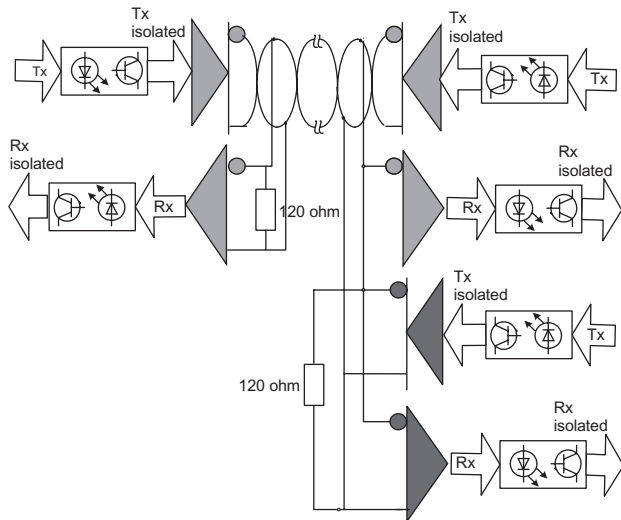 Tx
isolated
Tx
isolated
Tx
Tx
Rx
isolated
Rx
isolated
Rx
Rx
120 ohm
Tx
isolated
Tx
120 ohm
Rx
isolated
Rx